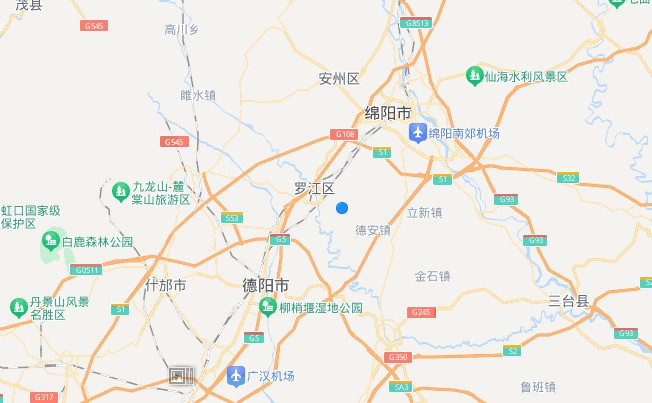 茂县
G545
高川乡
G8513
安州区
仙海水利风景区
睢水镇
绵阳市
绵阳南郊机场
G108
G545
S1
九龙山-麓
棠山旅游区
罗江区
S1
S32
G93
虹口国家级
保护区
S53
立新镇
德安镇
白鹿森林公园
G5
G93
G0511
金石镇
什邡市
德阳市
丹景山风景
名胜区
S1
柳梢堰湿地公园
G245
三台县
G5
G93
G350
S2
广汉机场
G317
SA3
鲁班镇